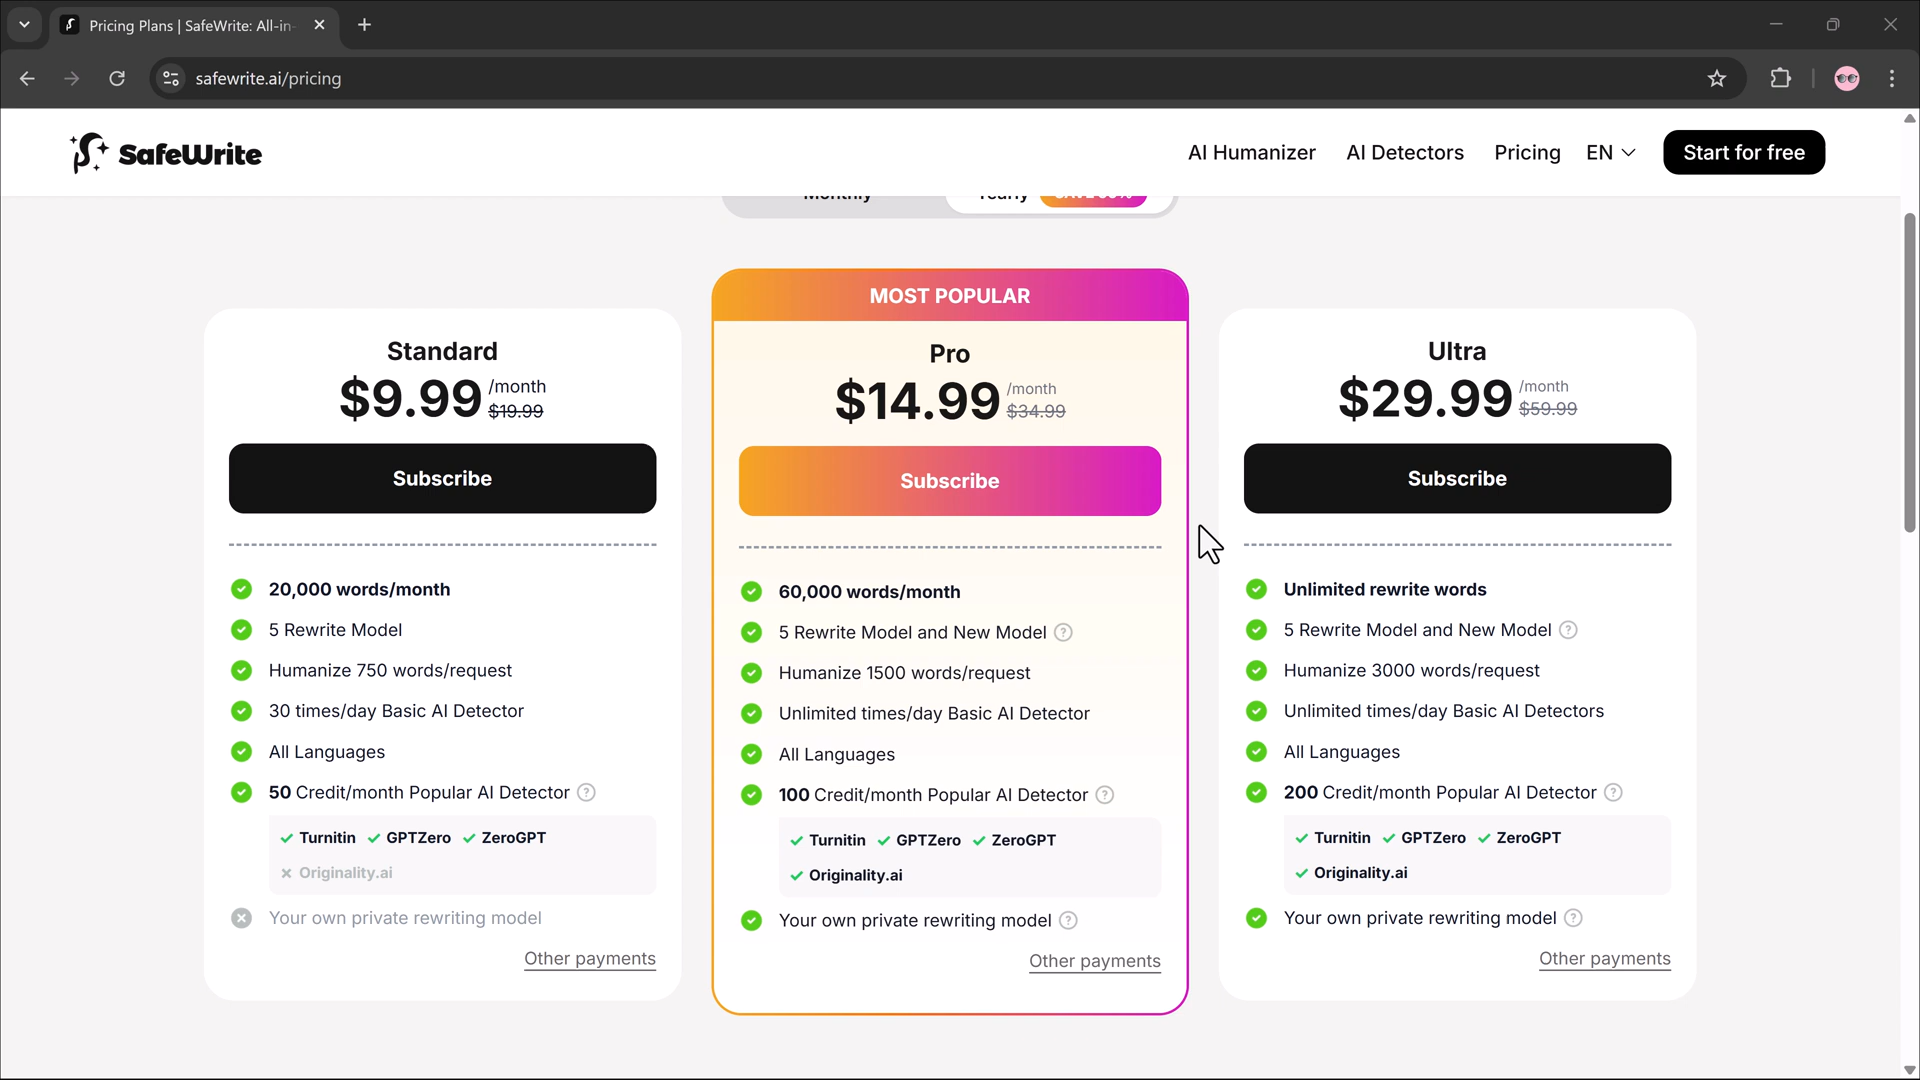 Pricing Plans | SafeWrite: All-in-
safewrite.ai/pricing
SafeWrite
AI Humanizer
AI Detectors
Pricing
EN
Start for free
Monthly
Yearly
MOST POPULAR
Standard
$9.99 /month
$19.99
Subscribe
20,000 words/month
5 Rewrite Model
Humanize 750 words/request
30 times/day Basic AI Detector
All Languages
50 Credit/month Popular AI Detector ?
Turnitin GPTZero ZeroGPT
Originality.ai
Your own private rewriting model
Other payments
Pro
$14.99 /month
$34.99
Subscribe
60,000 words/month
5 Rewrite Model and New Model ?
Humanize 1500 words/request
Unlimited times/day Basic AI Detector
All Languages
100 Credit/month Popular AI Detector ?
Turnitin GPTZero ZeroGPT
Originality.ai
Your own private rewriting model ?
Other payments
Ultra
$29.99 /month
$59.99
Subscribe
Unlimited rewrite words
5 Rewrite Model and New Model ?
Humanize 3000 words/request
Unlimited times/day Basic AI Detectors
All Languages
200 Credit/month Popular AI Detector ?
Turnitin GPTZero ZeroGPT
Originality.ai
Your own private rewriting model ?
Other payments